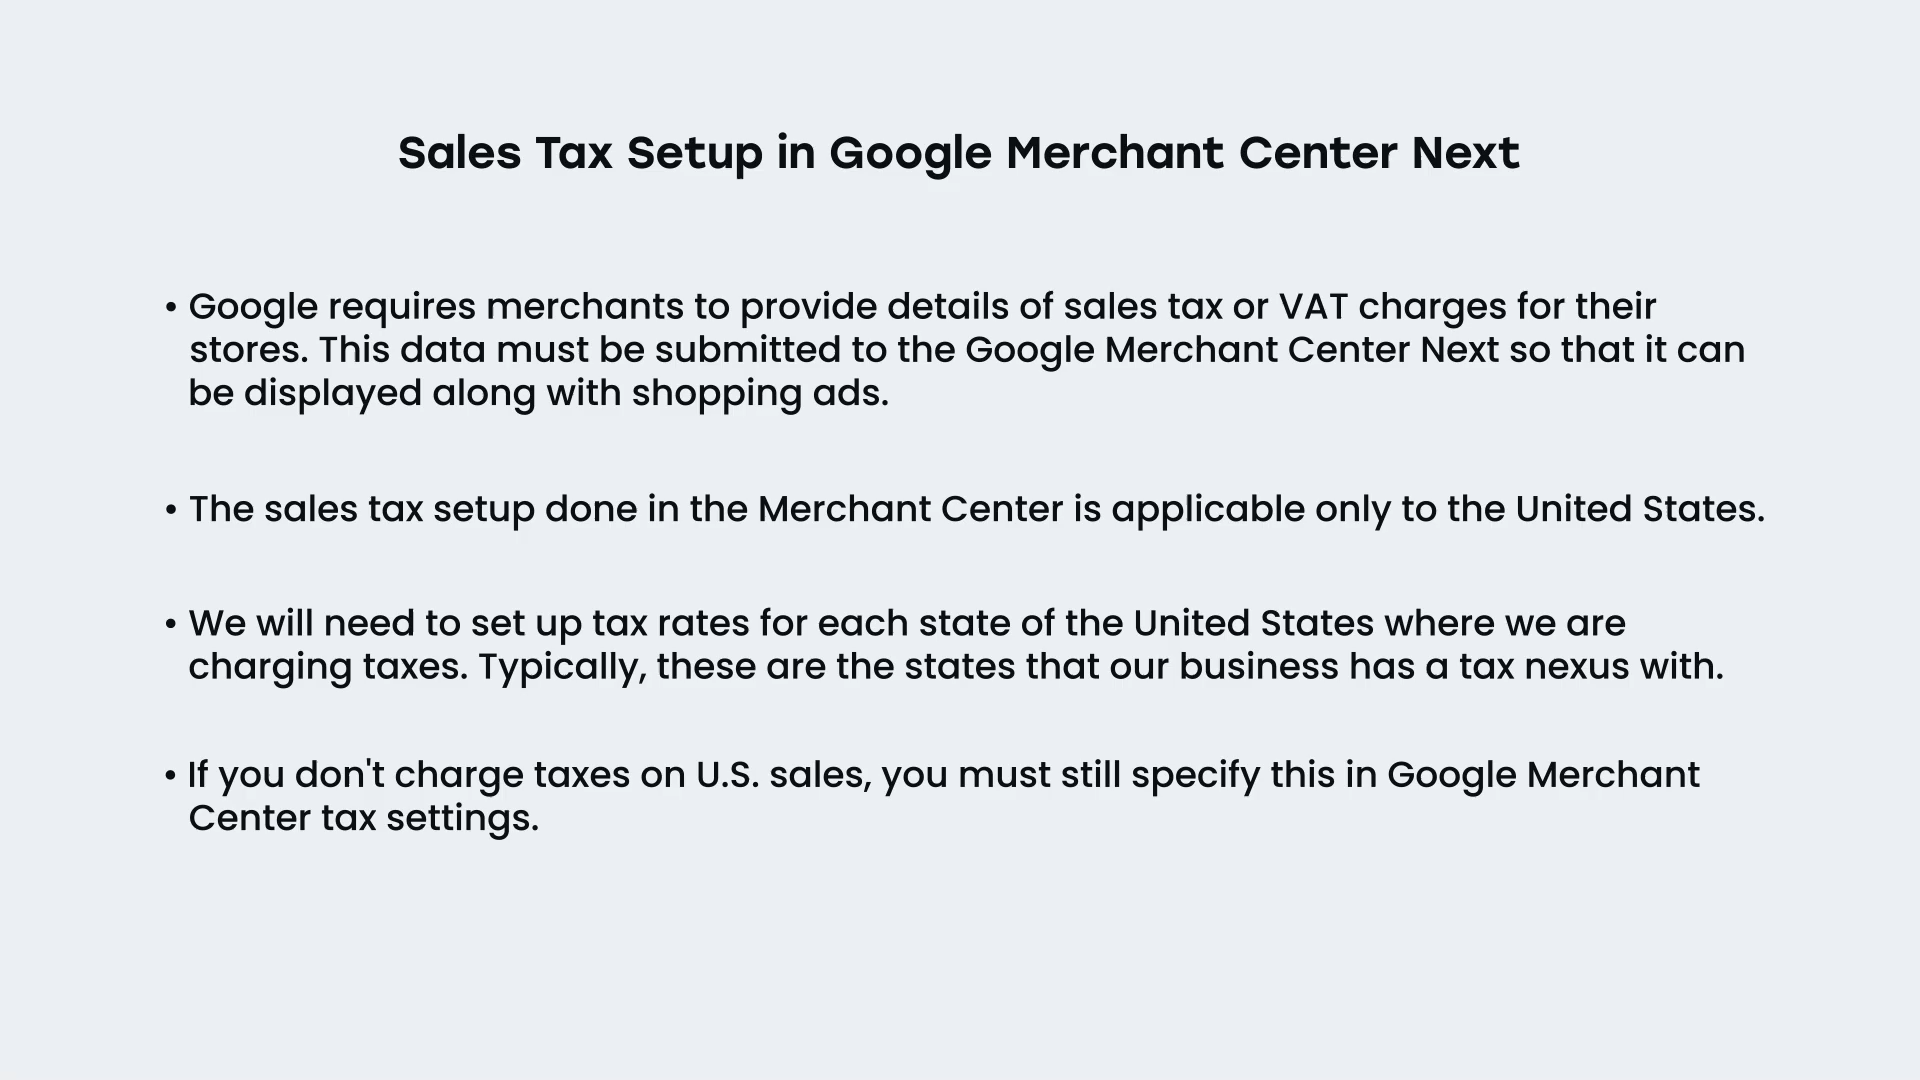 Sales Tax Setup in Google Merchant Center Next
• Google requires merchants to provide details of sales tax or VAT charges for their
stores. This data must be submitted to the Google Merchant Center Next so that it can
be displayed along with shopping ads.
• The sales tax setup done in the Merchant Center is applicable only to the United States.
• We will need to set up tax rates for each state of the United States where we are
charging taxes. Typically, these are the states that our business has a tax nexus with.
• If you don't charge taxes on U.S. sales, you must still specify this in Google Merchant
Center tax settings.